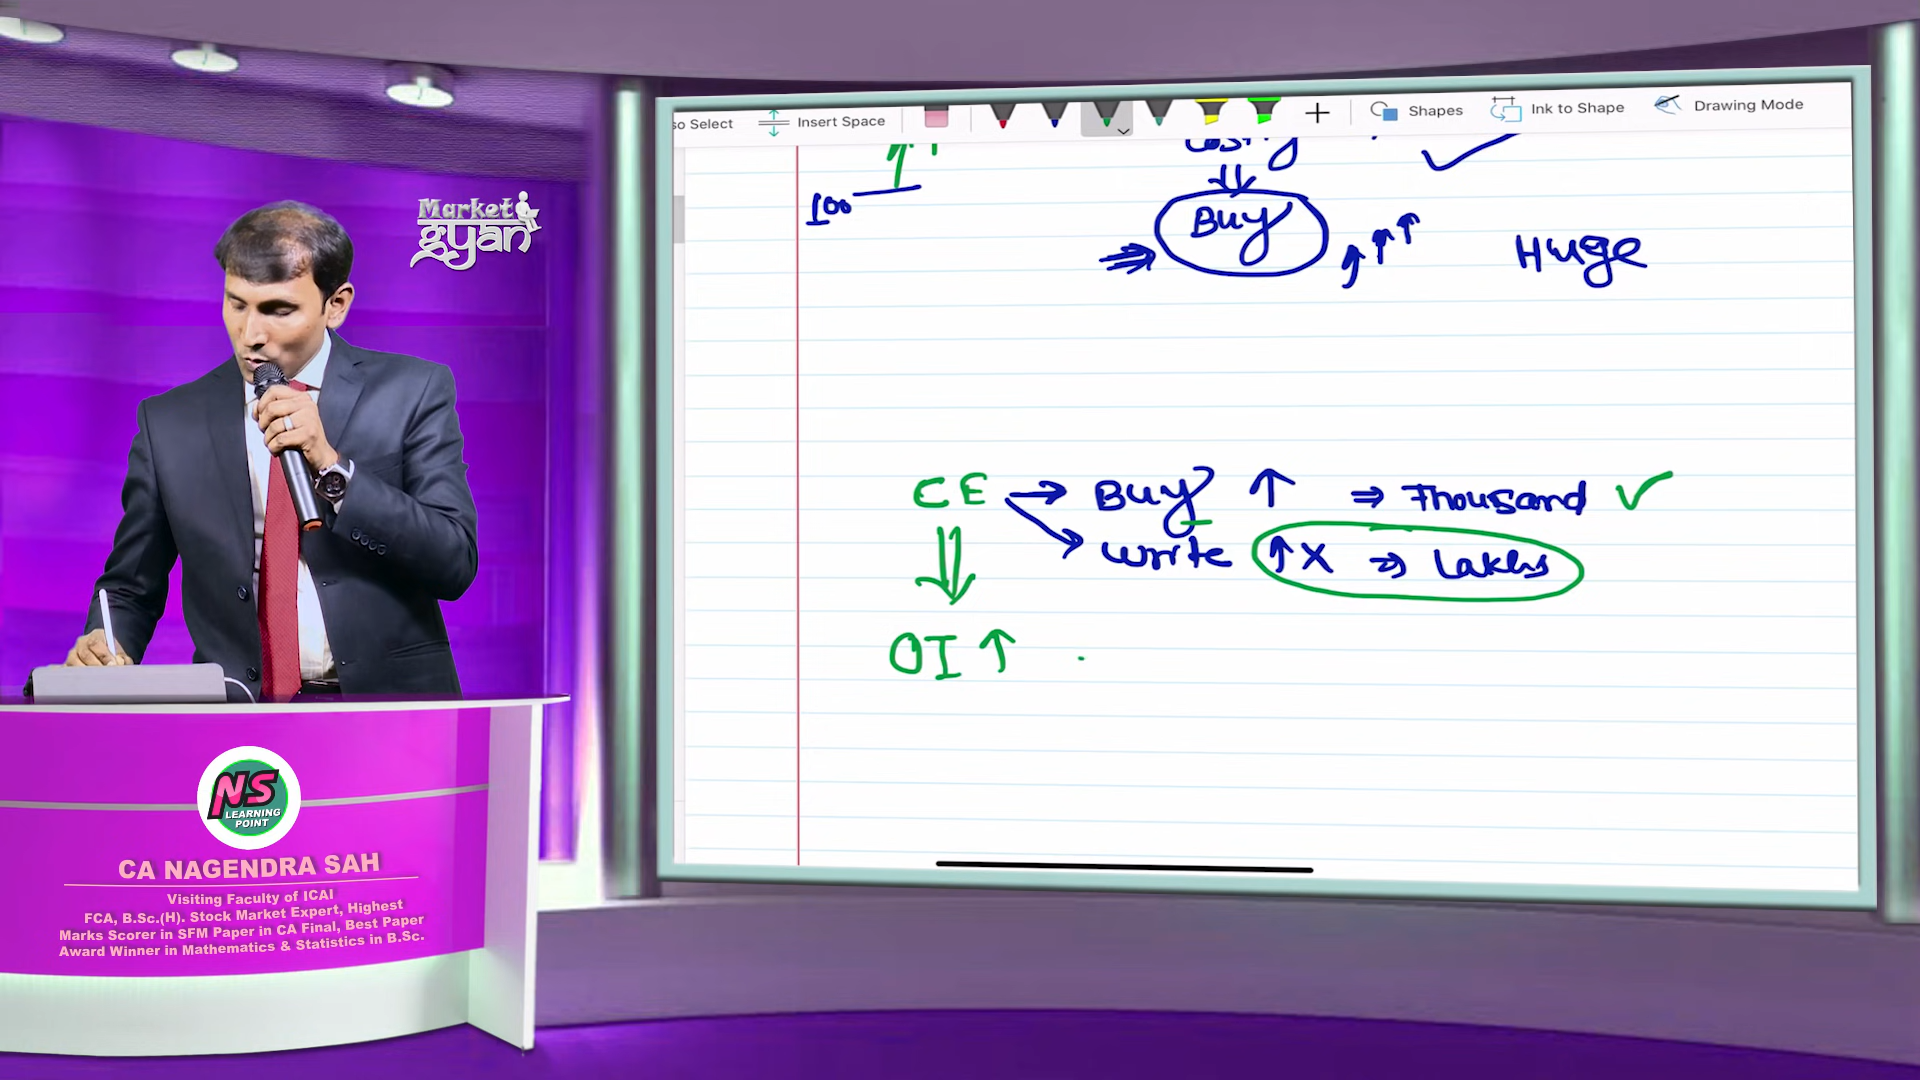 so Select
Insert Space
Shapes
Ink to Shape
Drawing Mode
100
Buy
Huge
CE → Buy ↑ ⇒ Thousand ✓
→ write ↑ X ⇒ Lakhs
OI ↑
Market
gyan
NS
LEARNING
POINT
CA NAGENDRA SAH
Visiting Faculty of ICAI
FCA, B.Sc.(H). Stock Market Expert, Highest
Marks Scorer in SFM Paper in CA Final, Best Paper
Award Winner in Mathematics & Statistics in B.Sc.